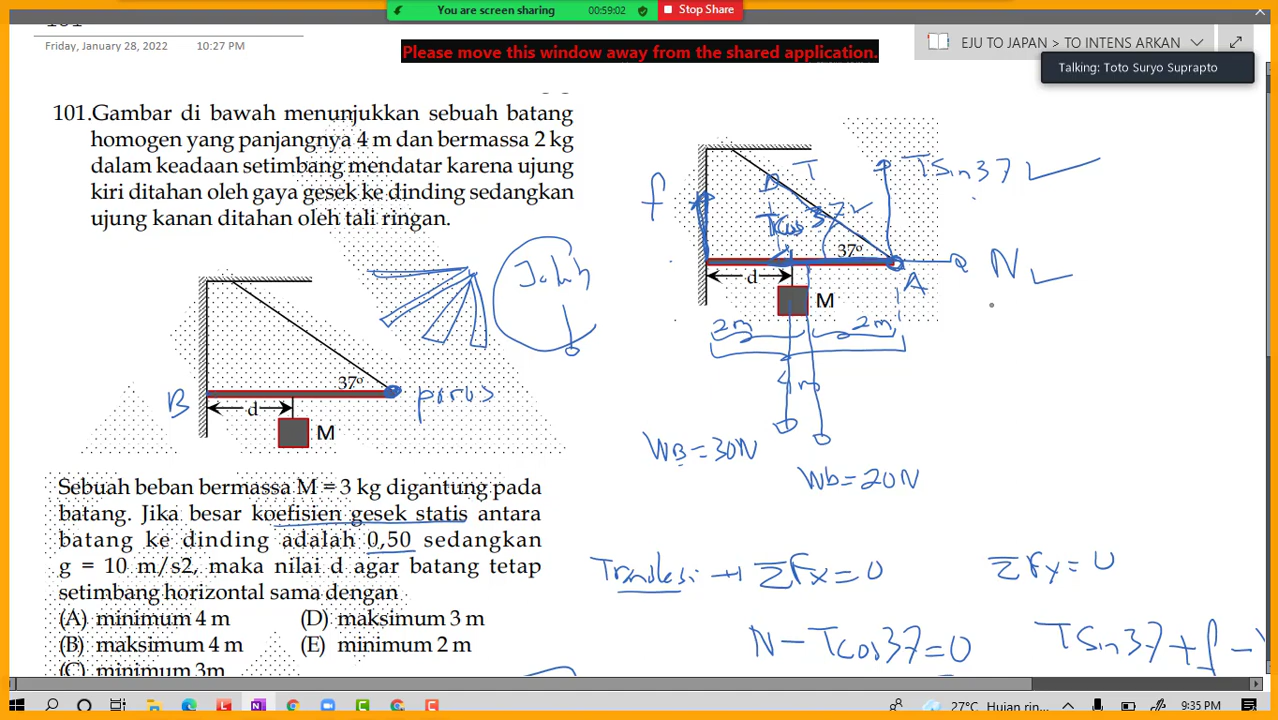 You are screen sharing
00:59:02
Stop Share
Friday, January 28, 2022 10:27 PM
Please move this window away from the shared application.
EJU TO JAPAN > TO INTENS ARKAN
Talking: Toto Suryo Suprapto
101.Gambar di bawah menunjukkan sebuah batang
homogen yang panjangnya 4 m dan bermassa 2 kg
dalam keadaan setimbang mendatar karena ujung
kiri ditahan oleh gaya gesek ke dinding sedangkan
ujung kanan ditahan oleh tali ringan.
Jahh
37°
B
poros
d
M
f
T
T Sin 37
T Cos 37
37°
N
A
d
M
2m
2m
4m
WB = 30N
Wb = 20N
Sebuah beban bermassa M = 3 kg digantung pada
batang. Jika besar koefisien gesek statis antara
batang ke dinding adalah 0,50 sedangkan
g = 10 m/s2, maka nilai d agar batang tetap
setimbang horizontal sama dengan
(A) minimum 4 m (D) maksimum 3 m
(B) maksimum 4 m (E) minimum 2 m
(C) minimum 3m
Translasi → ΣFx = 0
ΣFy = 0
N - T Cos 37 = 0
T Sin 37 + f -
27°C Hujan rin...
9:35 PM